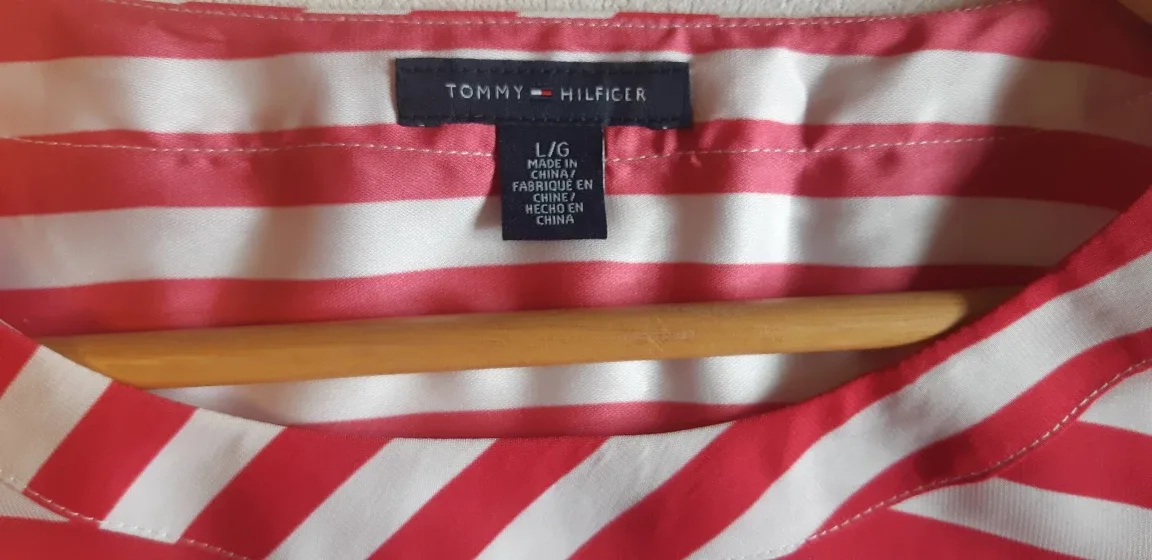 TOMMY HILFIGER
L/G
MADE IN
CHINA/
FABRIQUÉ EN
CHINE/
HECHO EN
CHINA